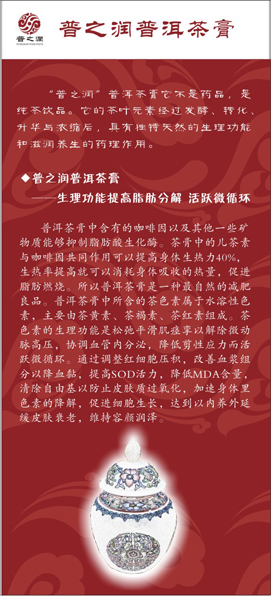 普之润
普之润普洱茶膏
“普之润”普洱茶膏它不是药品，是
纯茶饮品。它的茶叶元素经过发酵、转化、
升华与浓缩后，具有独特天然的生理功能
和滋润养生的药理作用。
◆普之润普洱茶膏
——生理功能提高脂肪分解 活跃微循环
普洱茶膏中含有的咖啡因以及其他一些矿
物质能够抑制脂肪酸生化酶。茶膏中的儿茶素
与咖啡因共同作用可以提高身体生热力40%，
生热率提高就可以消耗身体吸收的热量，促进
脂肪燃烧。所以普洱茶膏是一种最自然的减肥
良品。普洱茶膏中所含的茶色素属于水溶性色
素，主要由茶黄素、茶褐素、茶红素组成。茶
色素的生理功能是松弛平滑肌痉挛以解除微动
脉高压，协调血管内分泌，降低剪性应力而活
跃微循环。通过调整红细胞压积，改善血浆组
分以降血黏，提高SOD活力，降低MDA含量，
清除自由基以防止皮肤质过氧化，加速身体里
色素的降解，促进细胞生长，达到以内养外延
缓皮肤衰老，维持容颜润泽。